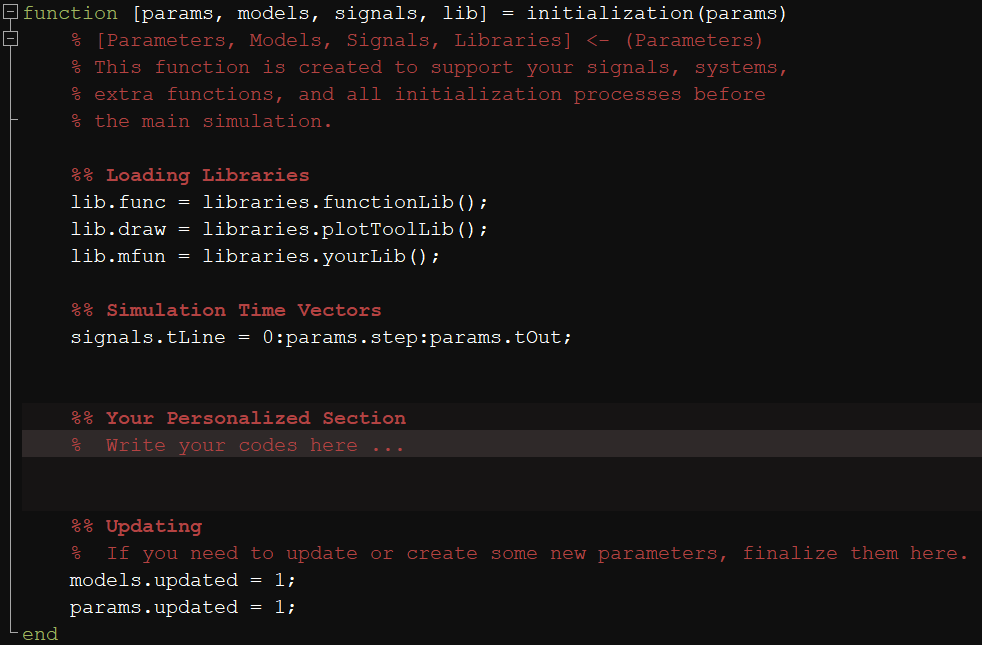 function [params, models, signals, lib] = initialization(params)
% [Parameters, Models, Signals, Libraries] <- (Parameters)
% This function is created to support your signals, systems,
% extra functions, and all initialization processes before
% the main simulation.
%% Loading Libraries
lib.func = libraries.functionLib();
lib.draw = libraries.plotToolLib();
lib.mfun = libraries.yourLib();
%% Simulation Time Vectors
signals.tLine = 0:params.step:params.tOut;
%% Your Personalized Section
%  Write your codes here ...
%% Updating
%  If you need to update or create some new parameters, finalize them here.
models.updated = 1;
params.updated = 1;
end